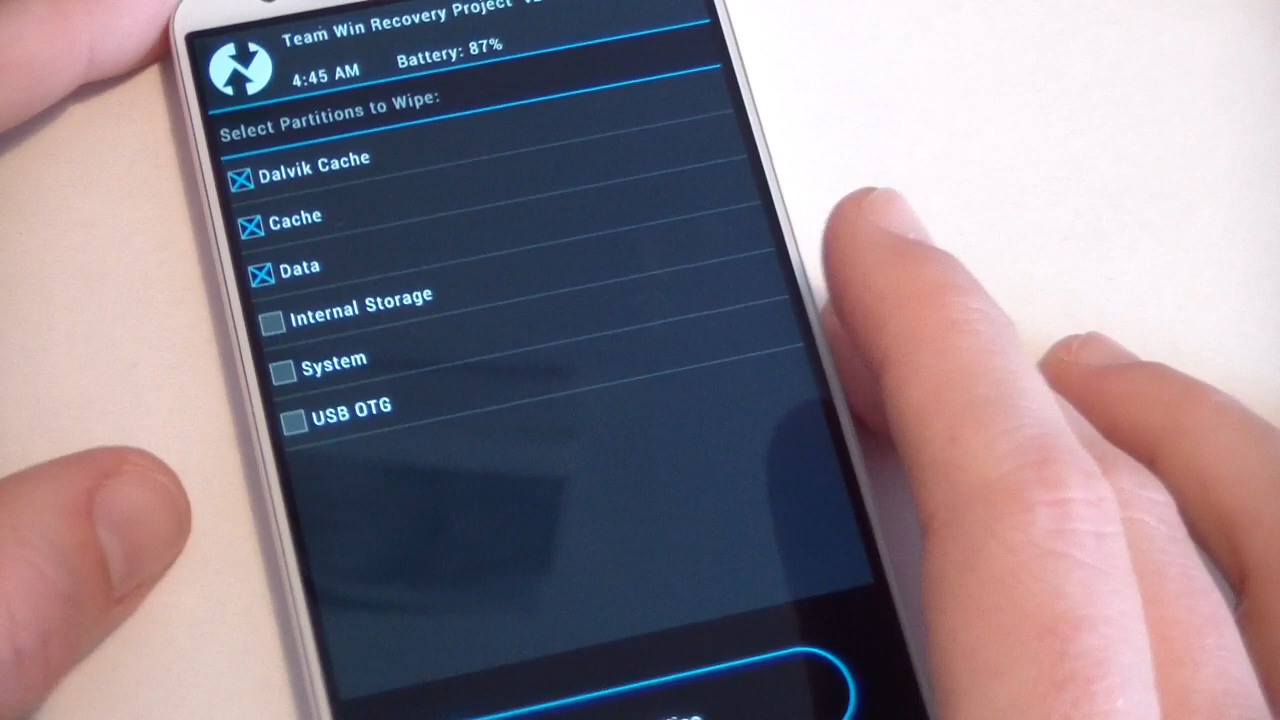 Team Win Recovery Project
4:45 AM Battery: 87%
Select Partitions to Wipe:
Dalvik Cache
Cache
Data
Internal Storage
System
USB OTG